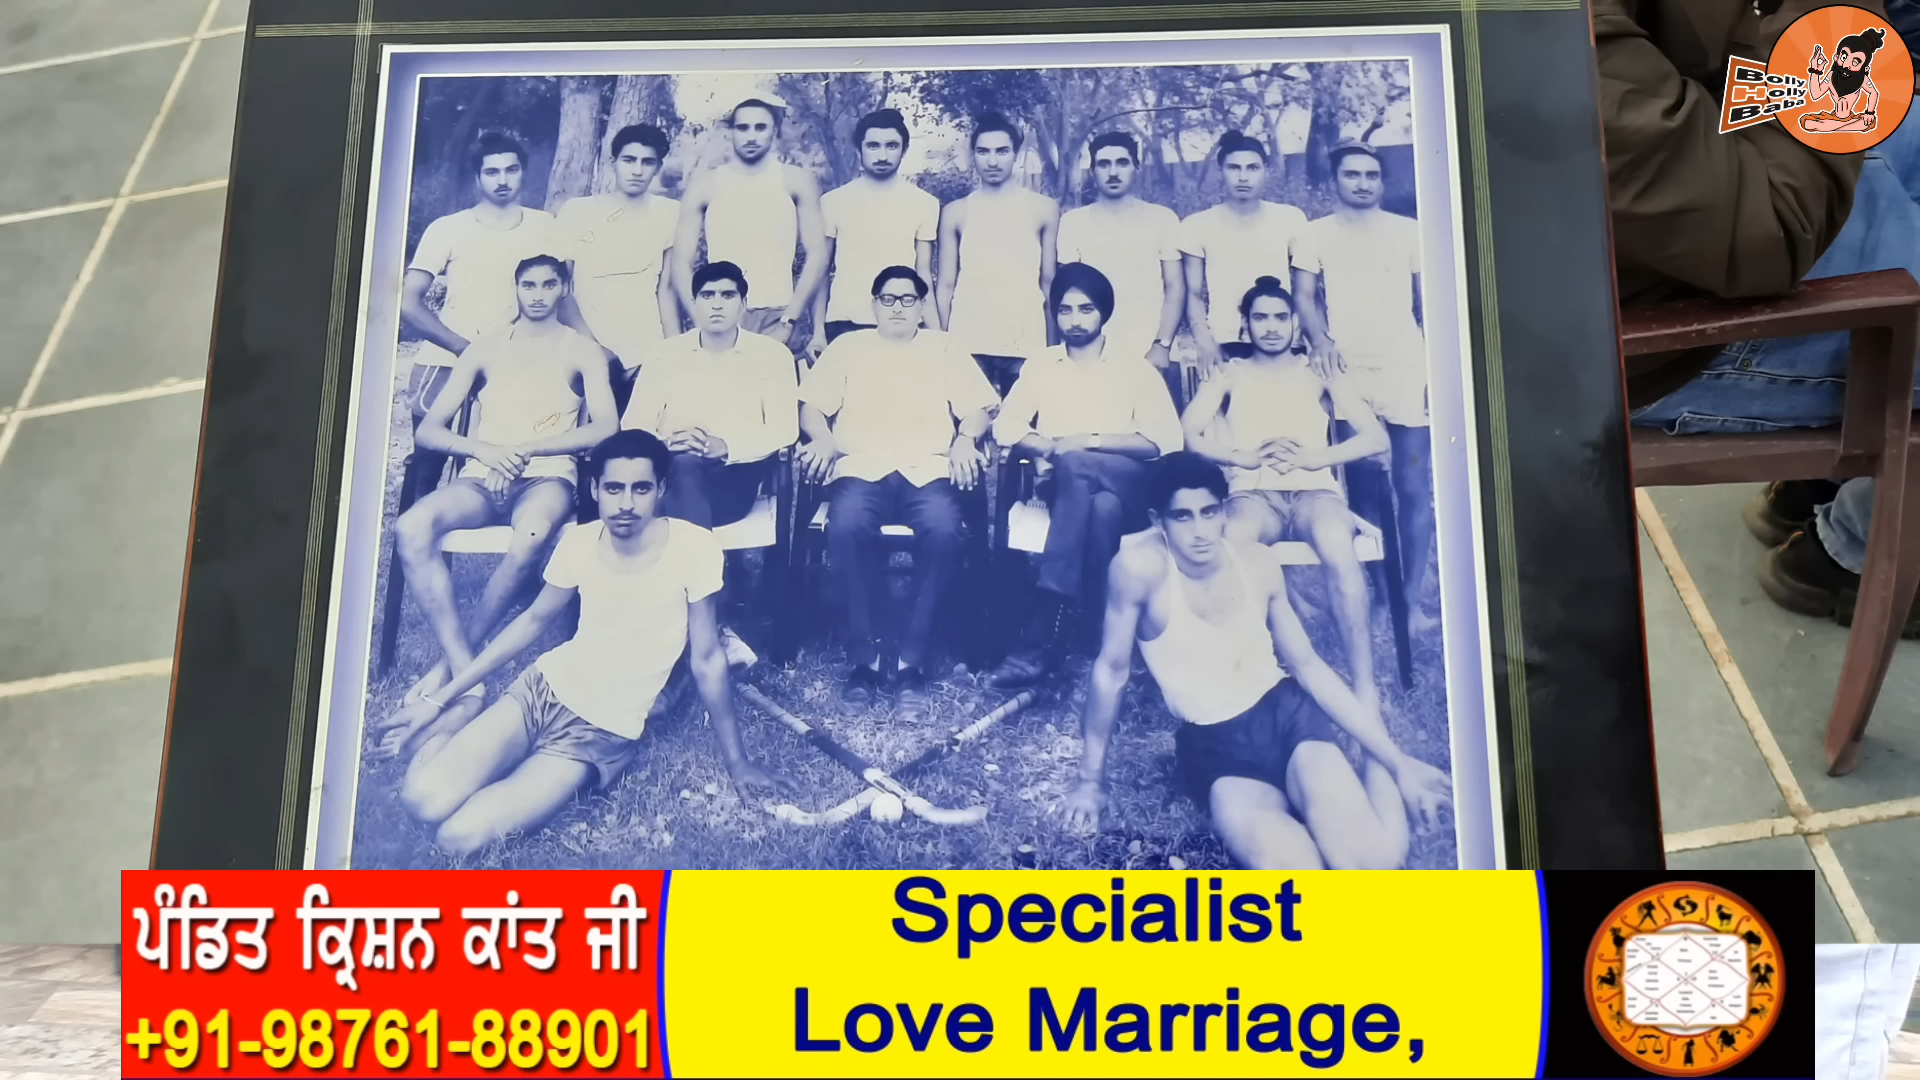 Bolly
Holly
Baba
ਪੰਡਿਤ ਕ੍ਰਿਸ਼ਨ ਕਾਂਤ ਜੀ
+91-98761-88901
Specialist
Love Marriage,